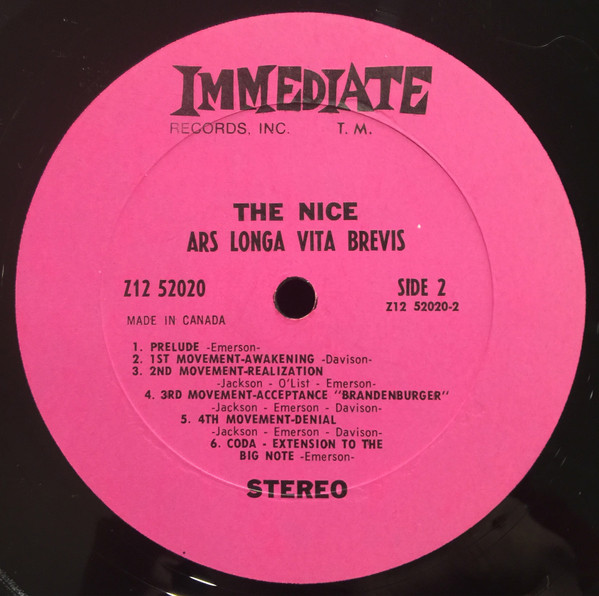 IMMEDIATE
RECORDS, INC. T. M.
THE NICE
ARS LONGA VITA BREVIS
Z12 52020 SIDE 2
Z12 52020-2
MADE IN CANADA
1. PRELUDE -Emerson-
2. 1ST MOVEMENT-AWAKENING -Davison-
3. 2ND MOVEMENT-REALIZATION
-Jackson - O'List - Emerson-
4. 3RD MOVEMENT-ACCEPTANCE "BRANDENBURGER"
-Jackson - Emerson - Davison-
5. 4TH MOVEMENT-DENIAL
-Jackson - Emerson - Davison-
6. CODA - EXTENSION TO THE
BIG NOTE -Emerson-
STEREO